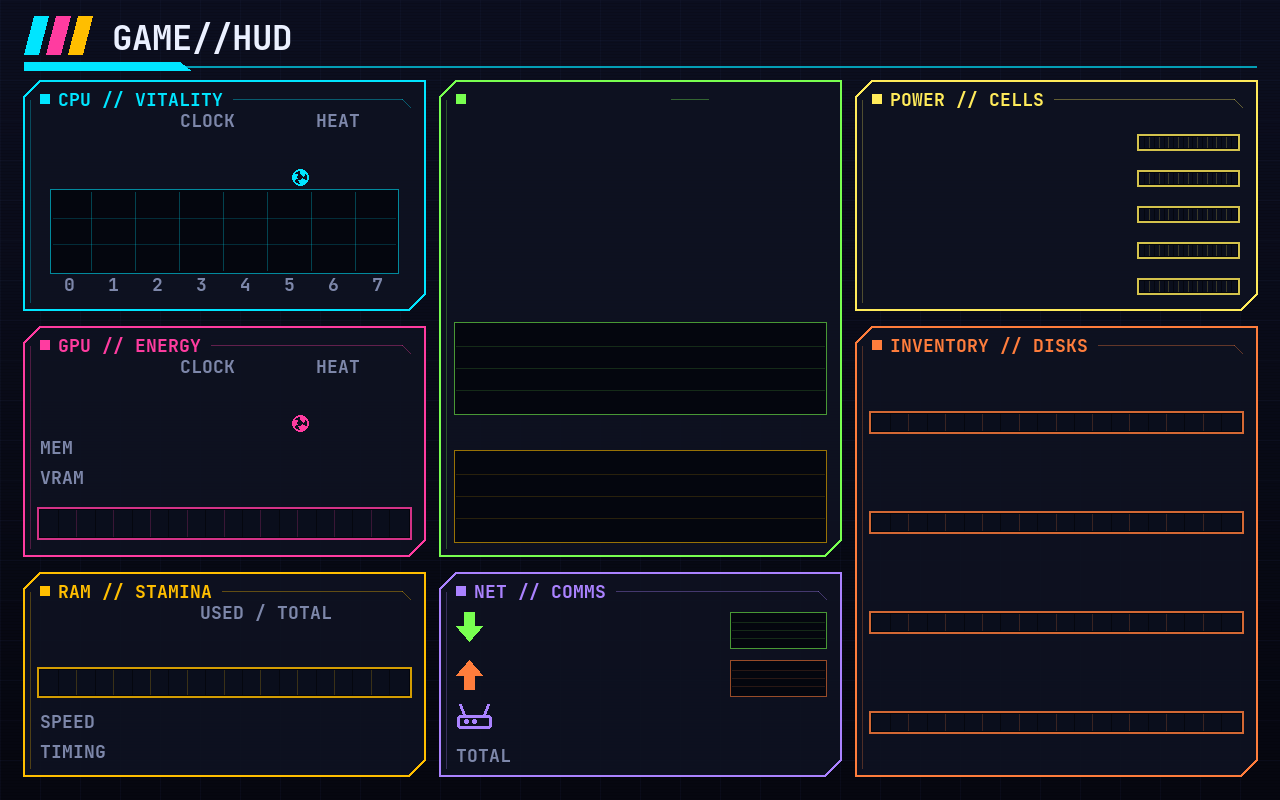 GAME//HUD
CPU // VITALITY
CLOCK HEAT
0 1 2 3 4 5 6 7
GPU // ENERGY
CLOCK HEAT
MEM
VRAM
RAM // STAMINA
USED / TOTAL
SPEED
TIMING
NET // COMMS
TOTAL
POWER // CELLS
INVENTORY // DISKS